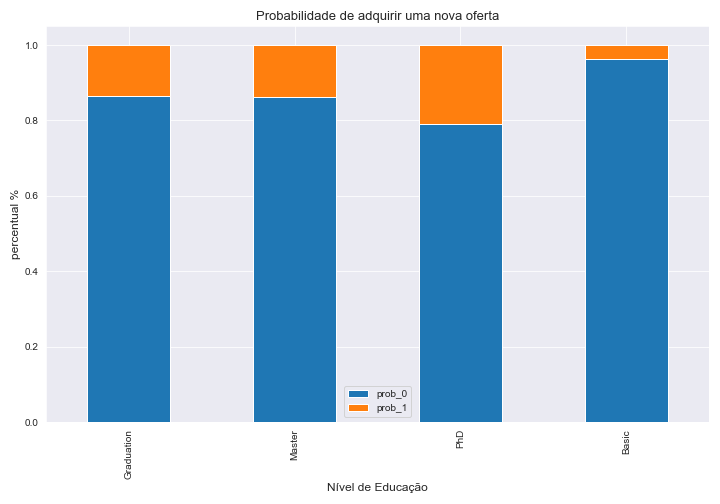 Probabilidade de adquirir uma nova oferta
percentual %
1.0
0.8
0.6
0.4
0.2
0.0
prob_0
prob_1
Graduation
Master
PhD
Basic
Nível de Educação